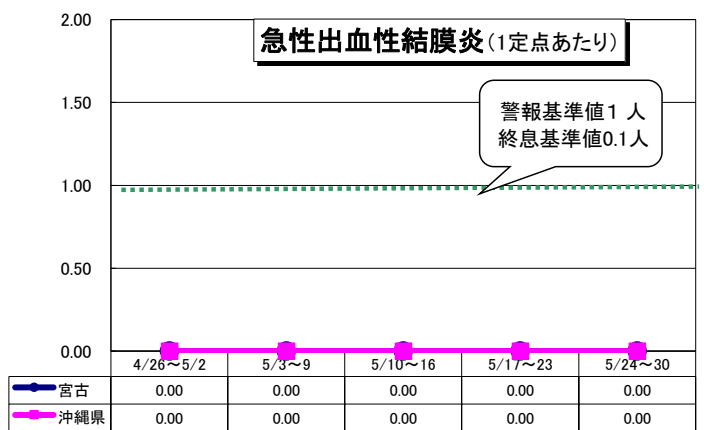 2.00
急性出血性結膜炎(1定点あたり)
1.50
警報基準値1 人
終息基準値0.1人
1.00
0.50
0.00
4/26～5/2 5/3～9 5/10～16 5/17～23 5/24～30
宮古 0.00 0.00 0.00 0.00 0.00
沖縄県 0.00 0.00 0.00 0.00 0.00